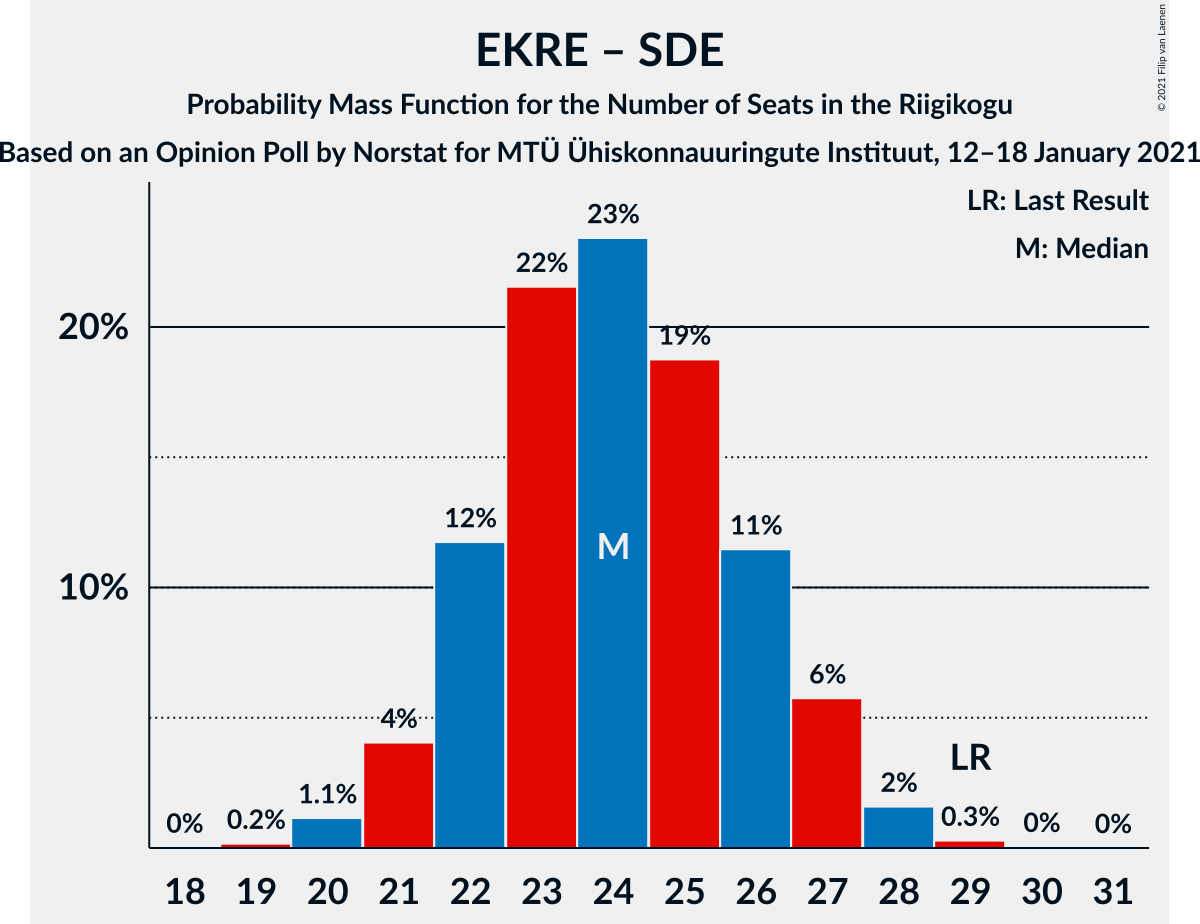 EKRE – SDE
Probability Mass Function for the Number of Seats in the Riigikogu
Based on an Opinion Poll by Norstat for MTÜ Ühiskonnauuringute Instituut, 12–18 January 2021
© 2021 Filip van Laenen
LR: Last Result
M: Median
23%
22%
20%
19%
12%
11%
M
10%
6%
4%
LR
2%
1.1%
0% 0.2% 0.3% 0% 0%
18 19 20 21 22 23 24 25 26 27 28 29 30 31